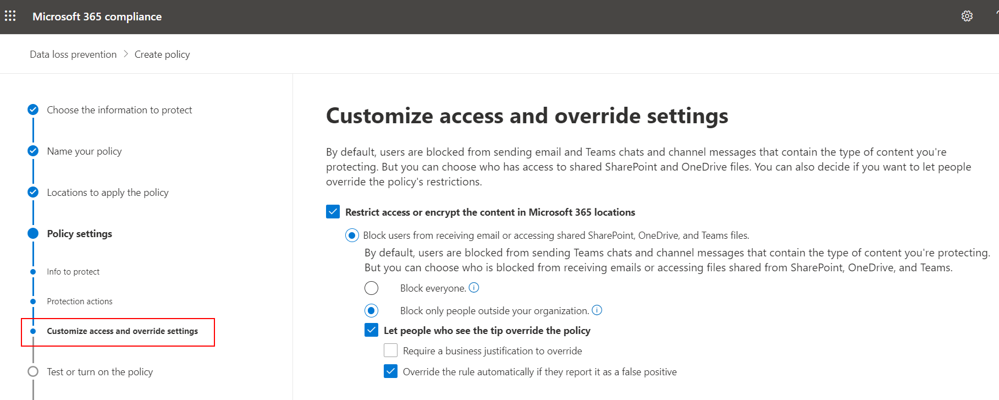 Microsoft 365 compliance
Data loss prevention > Create policy
Choose the information to protect
Name your policy
Locations to apply the policy
Policy settings
Info to protect
Protection actions
Customize access and override settings
Test or turn on the policy
Customize access and override settings
By default, users are blocked from sending email and Teams chats and channel messages that contain the type of content you're
protecting. But you can choose who has access to shared SharePoint and OneDrive files. You can also decide if you want to let people
override the policy's restrictions.
Restrict access or encrypt the content in Microsoft 365 locations
Block users from receiving email or accessing shared SharePoint, OneDrive, and Teams files.
By default, users are blocked from sending Teams chats and channel messages that contain the type of content you're protecting.
But you can choose who is blocked from receiving emails or accessing files shared from SharePoint, OneDrive, and Teams.
Block everyone.
Block only people outside your organization.
Let people who see the tip override the policy
Require a business justification to override
Override the rule automatically if they report it as a false positive